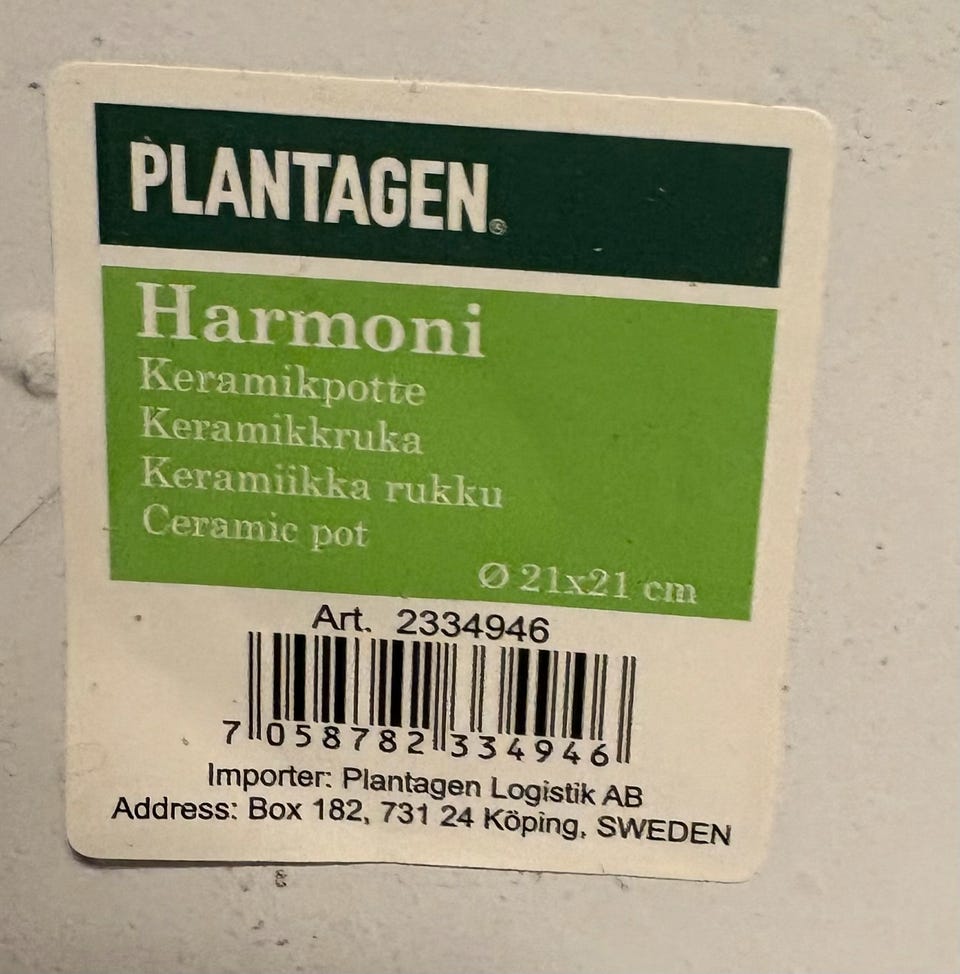 PLANTAGEN®
Harmoni
Keramikpotte
Keramikkruka
Keramiikka rukku
Ceramic pot
Ø 21x21 cm
Art. 2334946
7 058782 334946
Importer: Plantagen Logistik AB
Address: Box 182, 731 24 Köping, SWEDEN